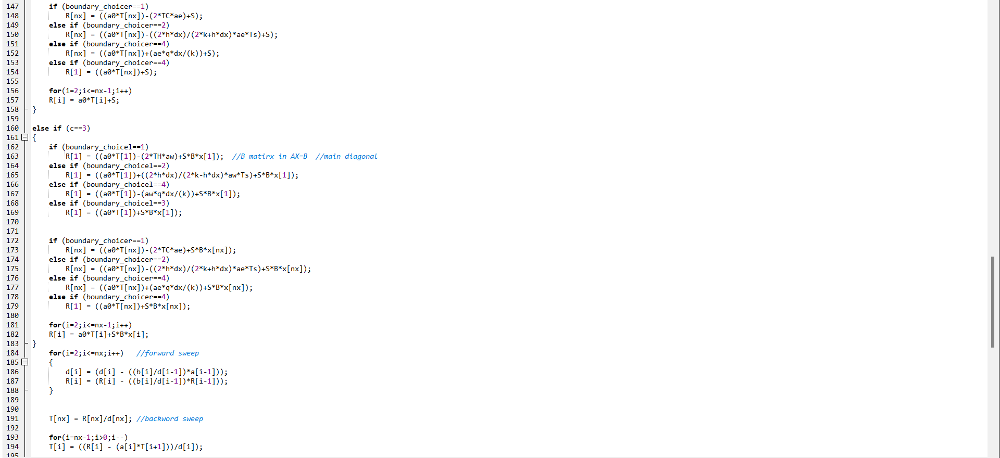 147 if (boundary_choicer==1)
148 R[nx] = ((a0*T[nx])-(2*TC*ae)+S);
149 else if (boundary_choicer==2)
150 R[nx] = ((a0*T[nx])-((2*h*dx)/(2*k+h*dx)*ae*Ts)+S);
151 else if (boundary_choicer==4)
152 R[nx] = ((a0*T[nx])+(ae*q*dx/(k))+S);
153 else if (boundary_choicer==4)
154 R[1] = ((a0*T[nx])+S);
155
156 for(i=2;i<=nx-1;i++)
157 R[i] = a0*T[i]+S;
158 }
159
160 else if (c==3)
161 {
162 if (boundary_choicel==1)
163 R[1] = ((a0*T[1])-(2*TH*aw)+S*B*x[1]); //B matirx in AX=B //main diagonal
164 else if (boundary_choicel==2)
165 R[1] = ((a0*T[1])+((2*h*dx)/(2*k-h*dx)*aw*Ts)+S*B*x[1]);
166 else if (boundary_choicel==4)
167 R[1] = ((a0*T[1])-(aw*q*dx/(k))+S*B*x[1]);
168 else if (boundary_choicel==3)
169 R[1] = ((a0*T[1])+S*B*x[1]);
170
171
172 if (boundary_choicer==1)
173 R[nx] = ((a0*T[nx])-(2*TC*ae)+S*B*x[nx]);
174 else if (boundary_choicer==2)
175 R[nx] = ((a0*T[nx])-((2*h*dx)/(2*k+h*dx)*ae*Ts)+S*B*x[nx]);
176 else if (boundary_choicer==4)
177 R[nx] = ((a0*T[nx])+(ae*q*dx/(k))+S*B*x[nx]);
178 else if (boundary_choicer==4)
179 R[1] = ((a0*T[nx])+S*B*x[nx]);
180
181 for(i=2;i<=nx-1;i++)
182 R[i] = a0*T[i]+S*B*x[i];
183 }
184 for(i=2;i<=nx;i++) //forward sweep
185 {
186 d[i] = (d[i] - ((b[i]/d[i-1])*a[i-1]));
187 R[i] = (R[i] - ((b[i]/d[i-1])*R[i-1]));
188 }
189
190
191 T[nx] = R[nx]/d[nx]; //backword sweep
192
193 for(i=nx-1;i>0;i--)
194 T[i] = ((R[i] - (a[i]*T[i+1]))/d[i]);
195